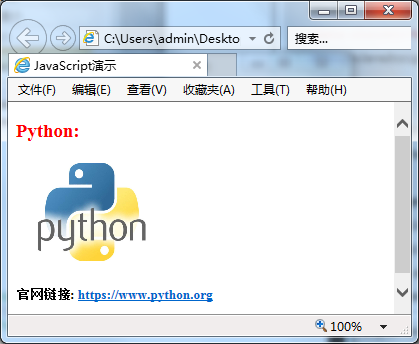 C:\Users\admin\Deskto
搜索...
JavaScript演示
文件(F) 编辑(E) 查看(V) 收藏夹(A) 工具(T) 帮助(H)
Python:
python
官网链接: https://www.python.org
100%